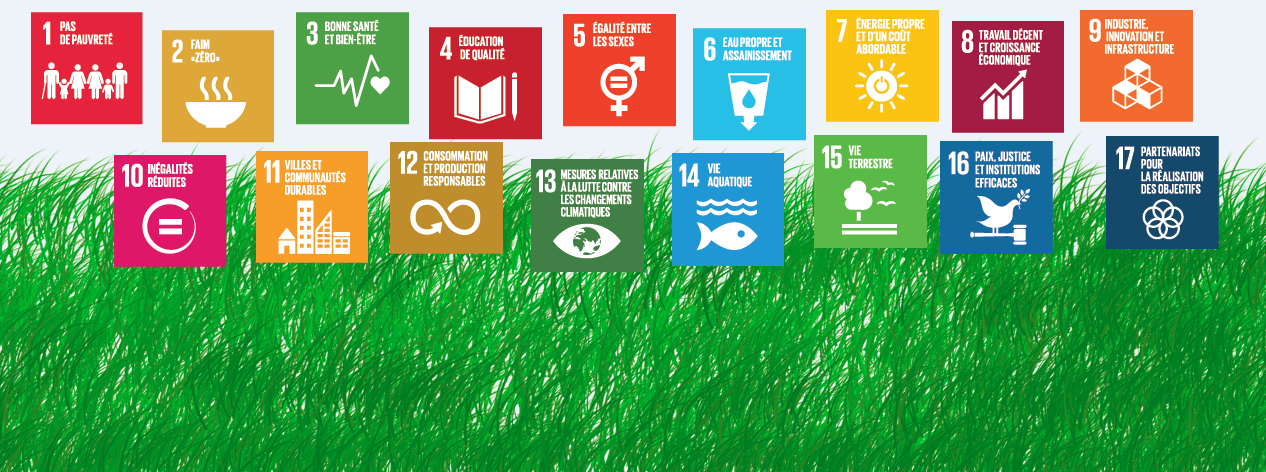 1 PAS
DE PAUVRETÉ
2 FAIM
«ZÉRO»
3 BONNE SANTÉ
ET BIEN-ÊTRE
4 ÉDUCATION
DE QUALITÉ
5 ÉGALITÉ ENTRE
LES SEXES
6 EAU PROPRE ET
ASSAINISSEMENT
7 ÉNERGIE PROPRE
ET D'UN COÛT
ABORDABLE
8 TRAVAIL DÉCENT
ET CROISSANCE
ÉCONOMIQUE
9 INDUSTRIE,
INNOVATION ET
INFRASTRUCTURE
10 INÉGALITÉS
RÉDUITES
11 VILLES ET
COMMUNAUTÉS
DURABLES
12 CONSOMMATION
ET PRODUCTION
RESPONSABLES
13 MESURES RELATIVES
À LA LUTTE CONTRE
LES CHANGEMENTS
CLIMATIQUES
14 VIE
AQUATIQUE
15 VIE
TERRESTRE
16 PAIX, JUSTICE
ET INSTITUTIONS
EFFICACES
17 PARTENARIATS
POUR
LA RÉALISATION
DES OBJECTIFS